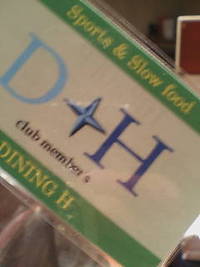 Sports & Slow food
D★H
club member's
DINING H